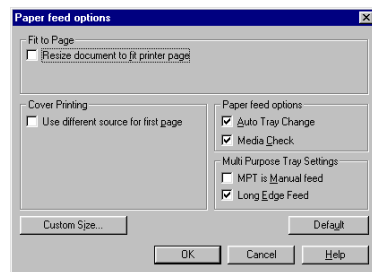 Paper feed options
Fit to Page
Resize document to fit printer page
Cover Printing
Use different source for first page
Paper feed options
Auto Tray Change
Media Check
Multi Purpose Tray Settings
MPT is Manual feed
Long Edge Feed
Custom Size...
Default
OK
Cancel
Help